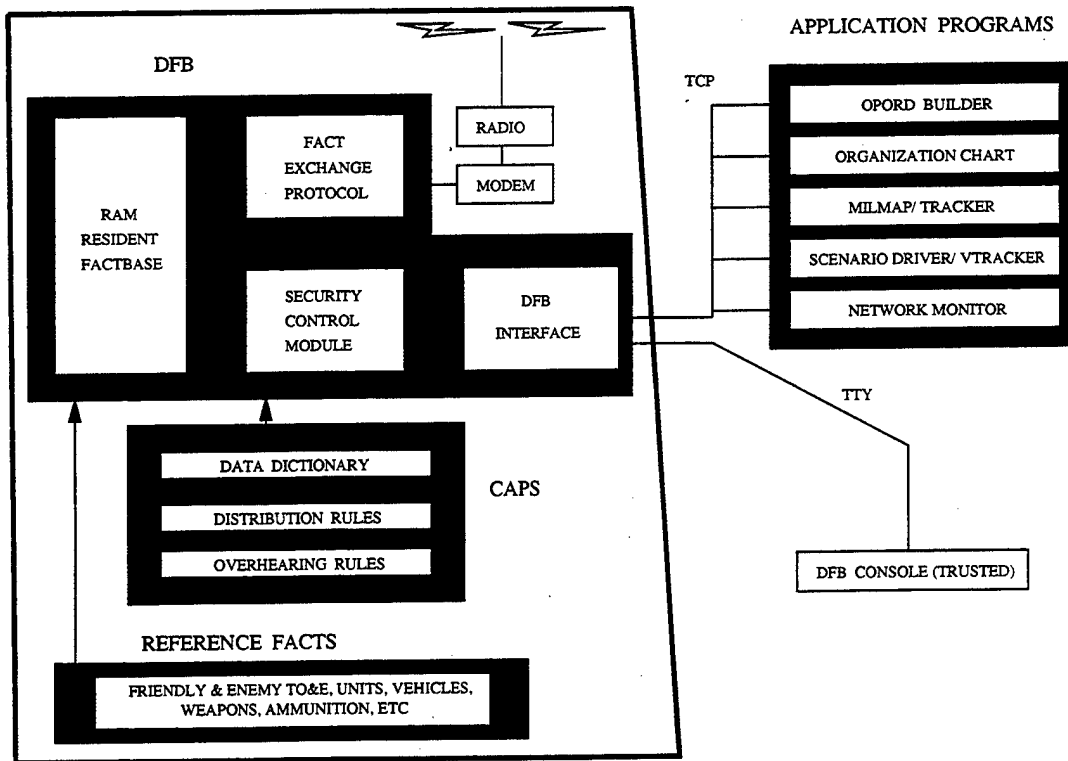 APPLICATION PROGRAMS
DFB
TCP
RAM
RESIDENT
FACTBASE
FACT
EXCHANGE
PROTOCOL
RADIO
MODEM
SECURITY
CONTROL
MODULE
DFB
INTERFACE
OPORD BUILDER
ORGANIZATION CHART
MILMAP/ TRACKER
SCENARIO DRIVER/ VTRACKER
NETWORK MONITOR
TTY
DATA DICTIONARY
DISTRIBUTION RULES
OVERHEARING RULES
CAPS
DFB CONSOLE (TRUSTED)
REFERENCE FACTS
FRIENDLY & ENEMY TO&E, UNITS, VEHICLES,
WEAPONS, AMMUNITION, ETC